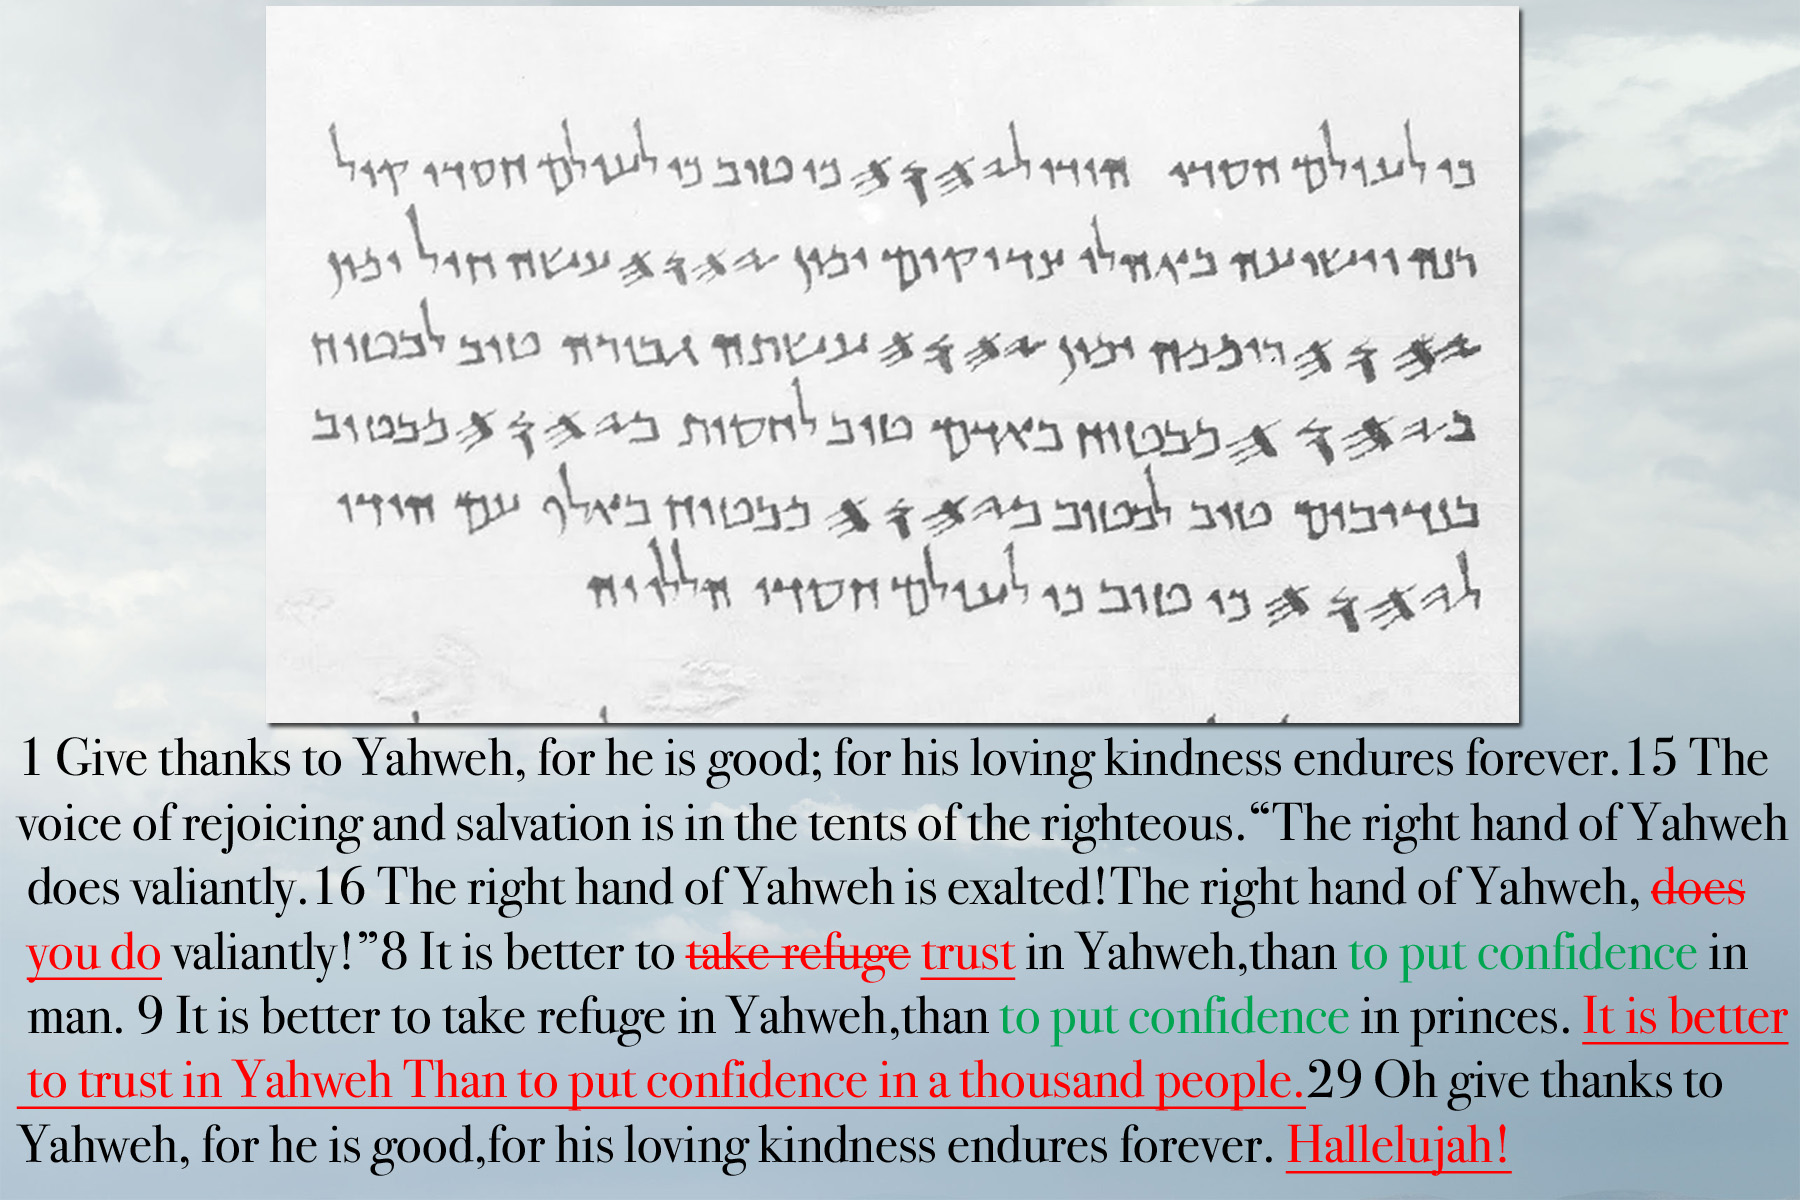 כי לעולם חסדו הודו ל𐤉𐤄𐤅𐤄 כי טוב כי לעולם חסדו קול
רנה וישועה באהלי צדיקים ימין 𐤉𐤄𐤅𐤄 עשה חיל ימין
𐤉𐤄𐤅𐤄 רוממה ימין 𐤉𐤄𐤅𐤄 עשתה גבורה טוב לבטוח
ב𐤉𐤄𐤅𐤄 מבטוח באדם טוב לחסות ב𐤉𐤄𐤅𐤄 מבטוב
בנדיבים טוב לבטוב ב𐤉𐤄𐤅𐤄 מבטוח באלף עם הודו
ל𐤉𐤄𐤅𐤄 כי טוב כי לעולם חסדו הללויה
1 Give thanks to Yahweh, for he is good; for his loving kindness endures forever.15 The
voice of rejoicing and salvation is in the tents of the righteous.“The right hand of Yahweh
does valiantly.16 The right hand of Yahweh is exalted!The right hand of Yahweh, does
you do valiantly!”8 It is better to take refuge trust in Yahweh,than to put confidence in
man. 9 It is better to take refuge in Yahweh,than to put confidence in princes. It is better
to trust in Yahweh Than to put confidence in a thousand people.29 Oh give thanks to
Yahweh, for he is good,for his loving kindness endures forever. Hallelujah!